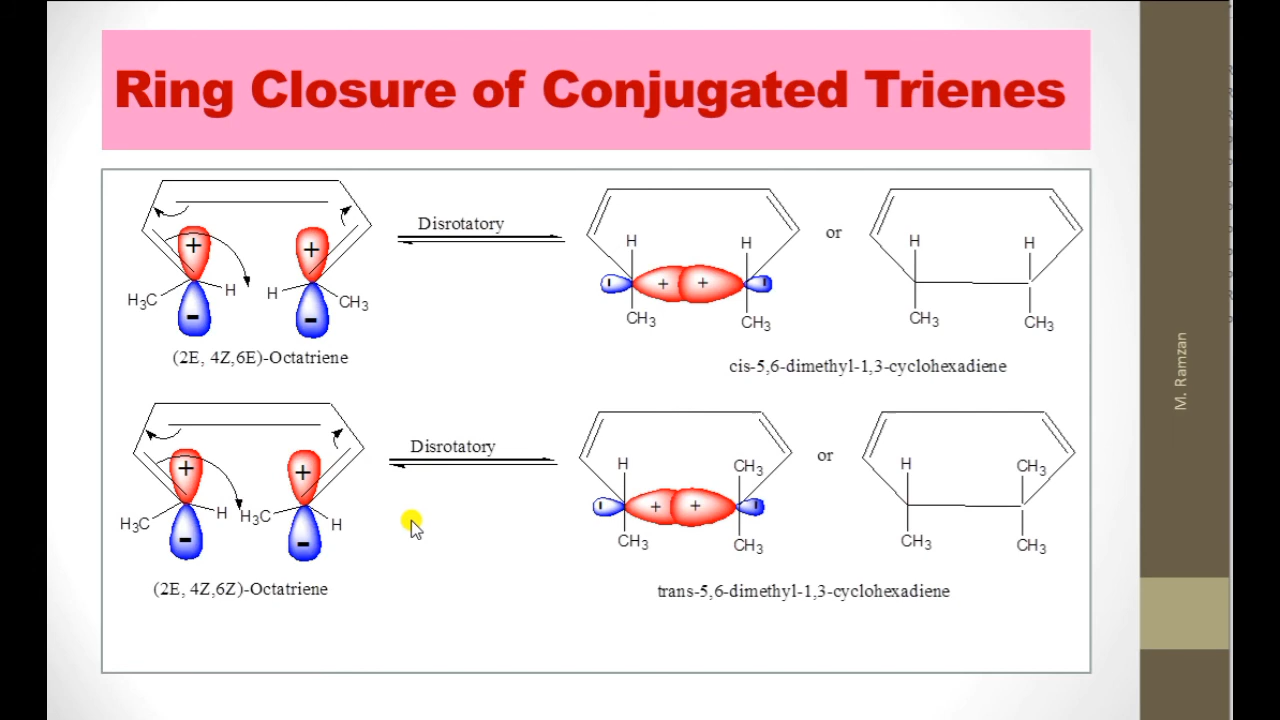 Ring Closure of Conjugated Trienes
+ +
H₃C H H CH₃
- -
(2E, 4Z,6E)-Octatriene
Disrotatory
H H
- + + -
CH₃ CH₃
or
H H
CH₃ CH₃
cis-5,6-dimethyl-1,3-cyclohexadiene
+ +
H₃C H H₃C H
- -
(2E, 4Z,6Z)-Octatriene
Disrotatory
H CH₃
- + + -
CH₃ CH₃
or
H CH₃
CH₃ CH₃
trans-5,6-dimethyl-1,3-cyclohexadiene
M. Ramzan